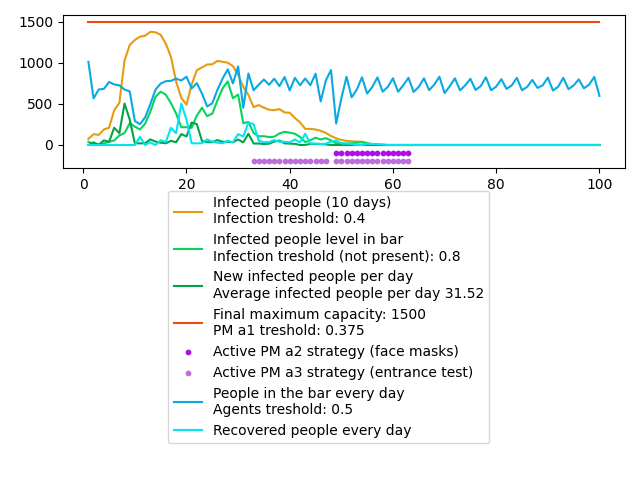 1500
1000
500
0
0 20 40 60 80 100
Infected people (10 days)
Infection treshold: 0.4
Infected people level in bar
Infection treshold (not present): 0.8
New infected people per day
Average infected people per day 31.52
Final maximum capacity: 1500
PM a1 treshold: 0.375
Active PM a2 strategy (face masks)
Active PM a3 strategy (entrance test)
People in the bar every day
Agents treshold: 0.5
Recovered people every day